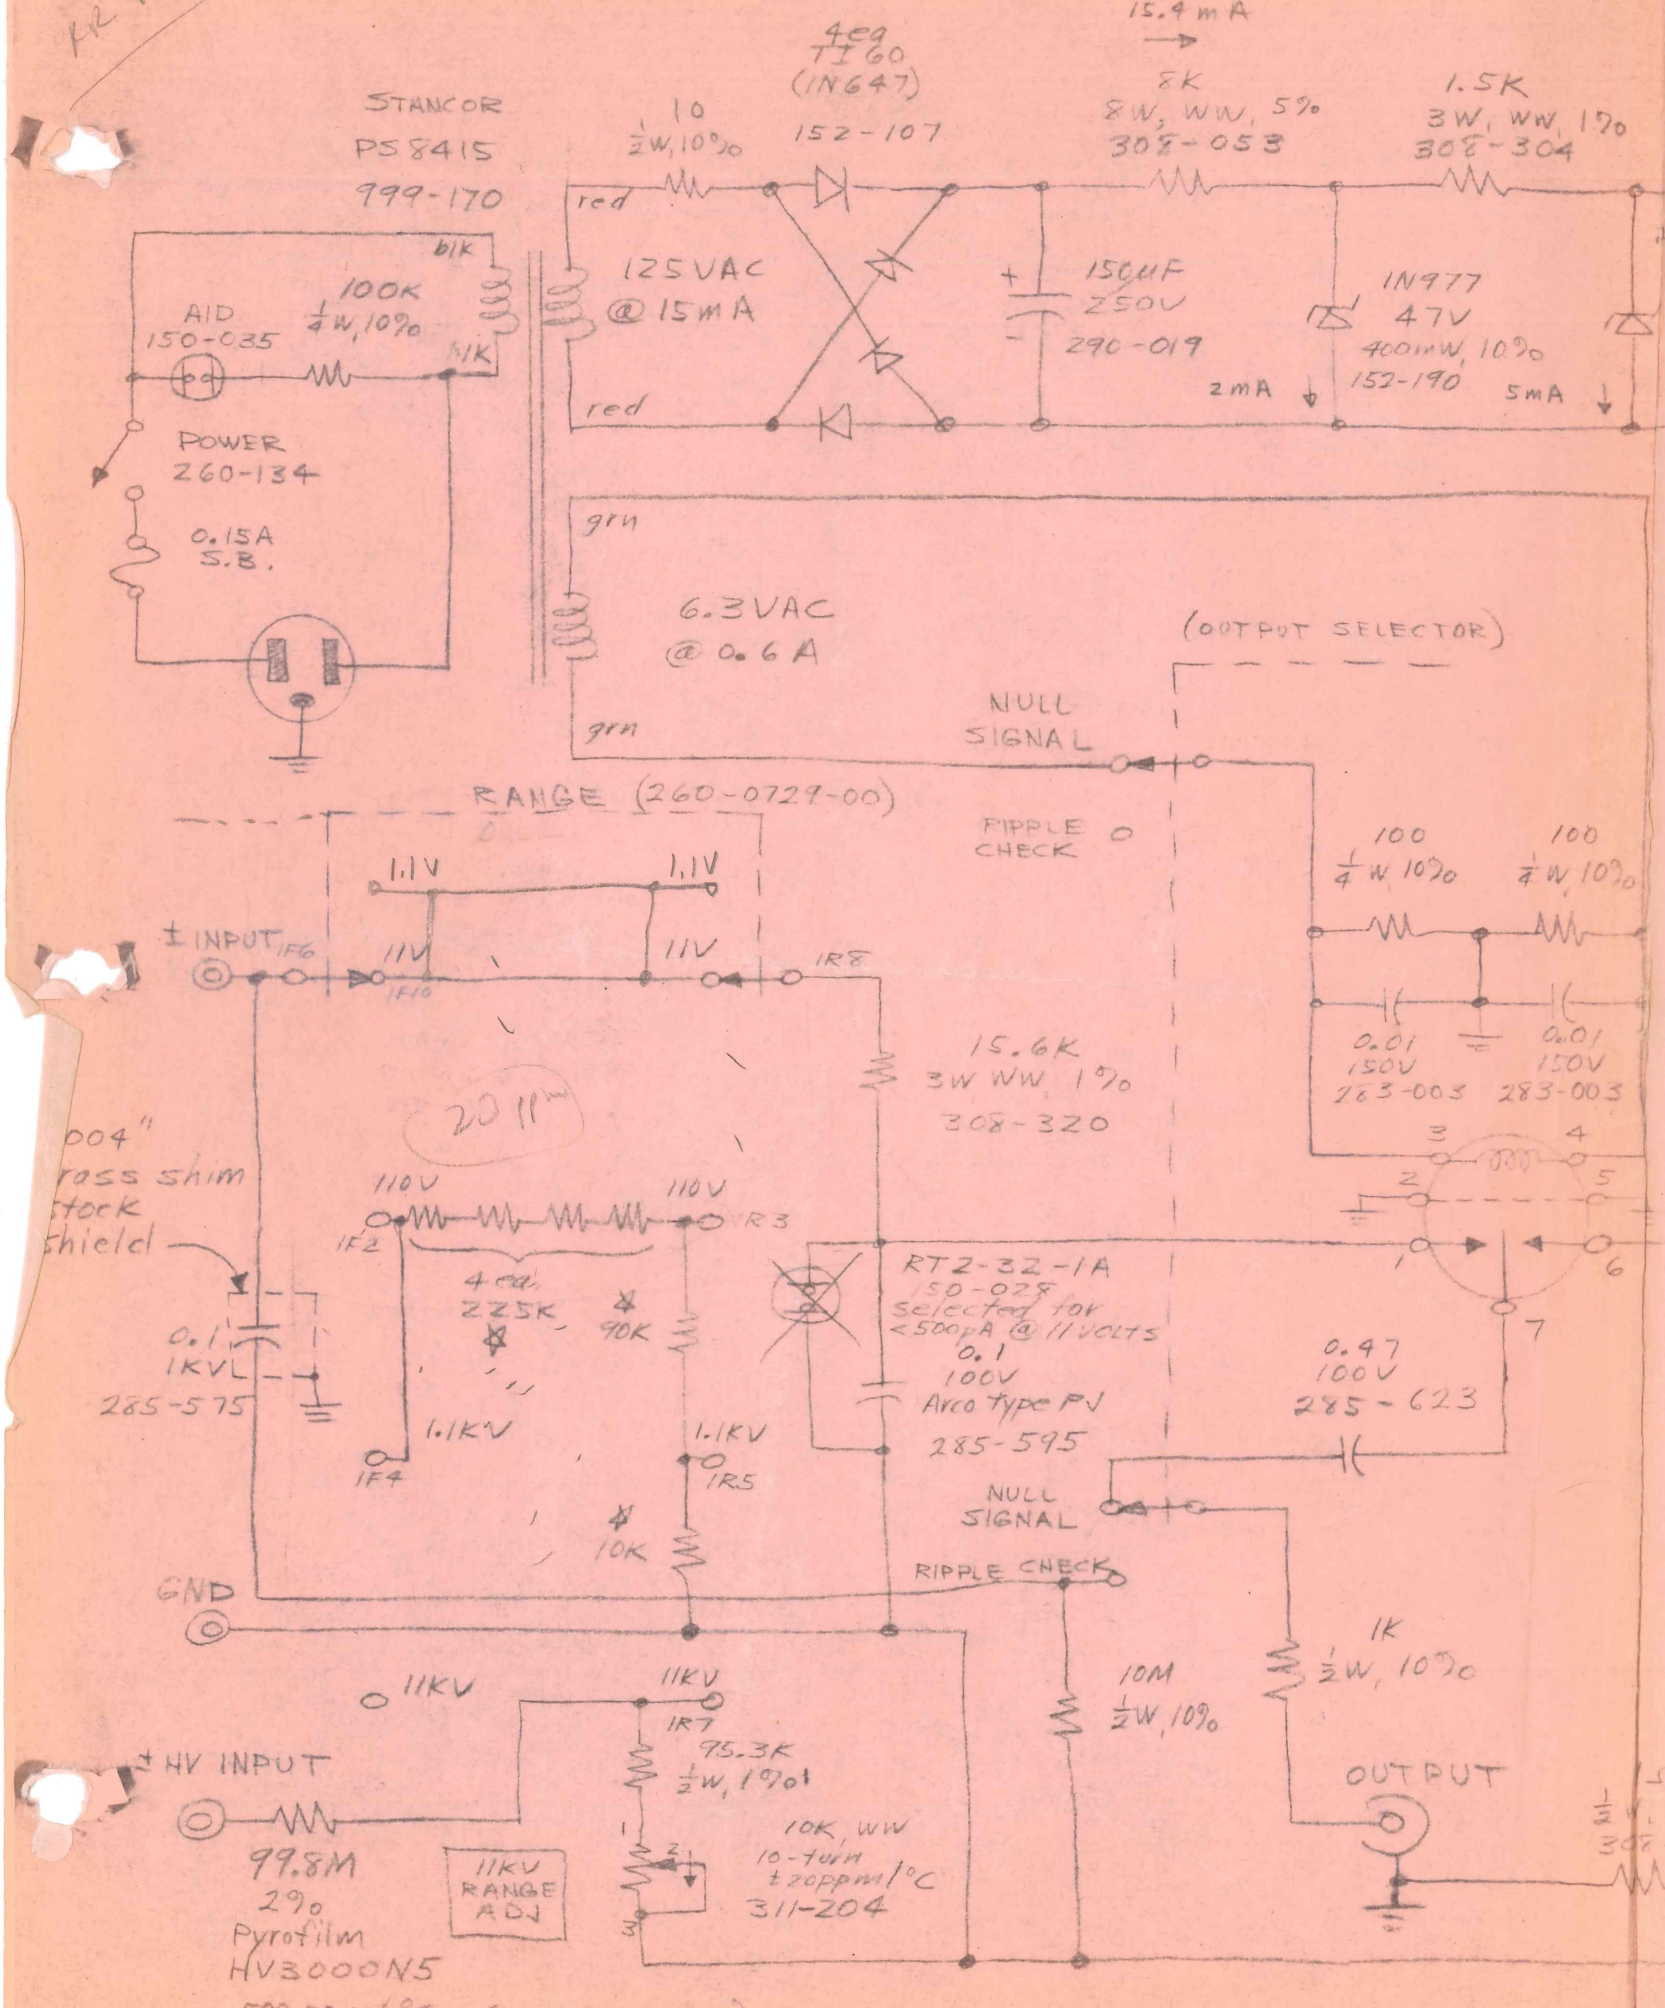 RR
15.4 mA
4ea
TI 60
(IN647)
152-107
STANCOR
PS8415
999-170
10
½W, 10%
8K
8W, WW, 5%
308-053
1.5K
3W, WW, 1%
308-304
red
blk
100K
¼W, 10%
125VAC
@ 15mA
+
-
150µF
250V
290-019
1N977
47V
400mW, 10%
152-190
2mA
5mA
AID
150-035
blk
red
POWER
260-134
0.15A
S.B.
grn
6.3VAC
@ 0.6A
grn
(OUTPUT SELECTOR)
NULL
SIGNAL
RIPPLE
CHECK
RANGE (260-0729-00)
1.1V
1.1V
± INPUT
1F6
11V
1F10
11V
1R8
100
¼W, 10%
100
¼W, 10%
0.01
150V
283-003
0.01
150V
283-003
15.6K
3W WW, 1%
308-320
20 ppm
004"
rass shim
stock
shield
110V
110V
1F2
R3
4 ea.
225K
90K
3
4
2
5
1
6
7
RT2-32-1A
150-028
selected for
<500pA @ 11 VOLTS
0.1
100V
Arco type PJ
285-595
0.1
1KV
285-575
0.47
100V
285-623
1.1KV
1F4
1.1KV
1R5
10K
NULL
SIGNAL
RIPPLE CHECK
GND
11KV
11KV
1R7
95.3K
½W, 1%
10M
½W, 10%
1K
½W, 10%
± HV INPUT
99.8M
2%
Pyrofilm
HV3000N5
11KV
RANGE
ADJ
1
2
3
10K, WW
10-turn
±20ppm/°C
311-204
OUTPUT
308-